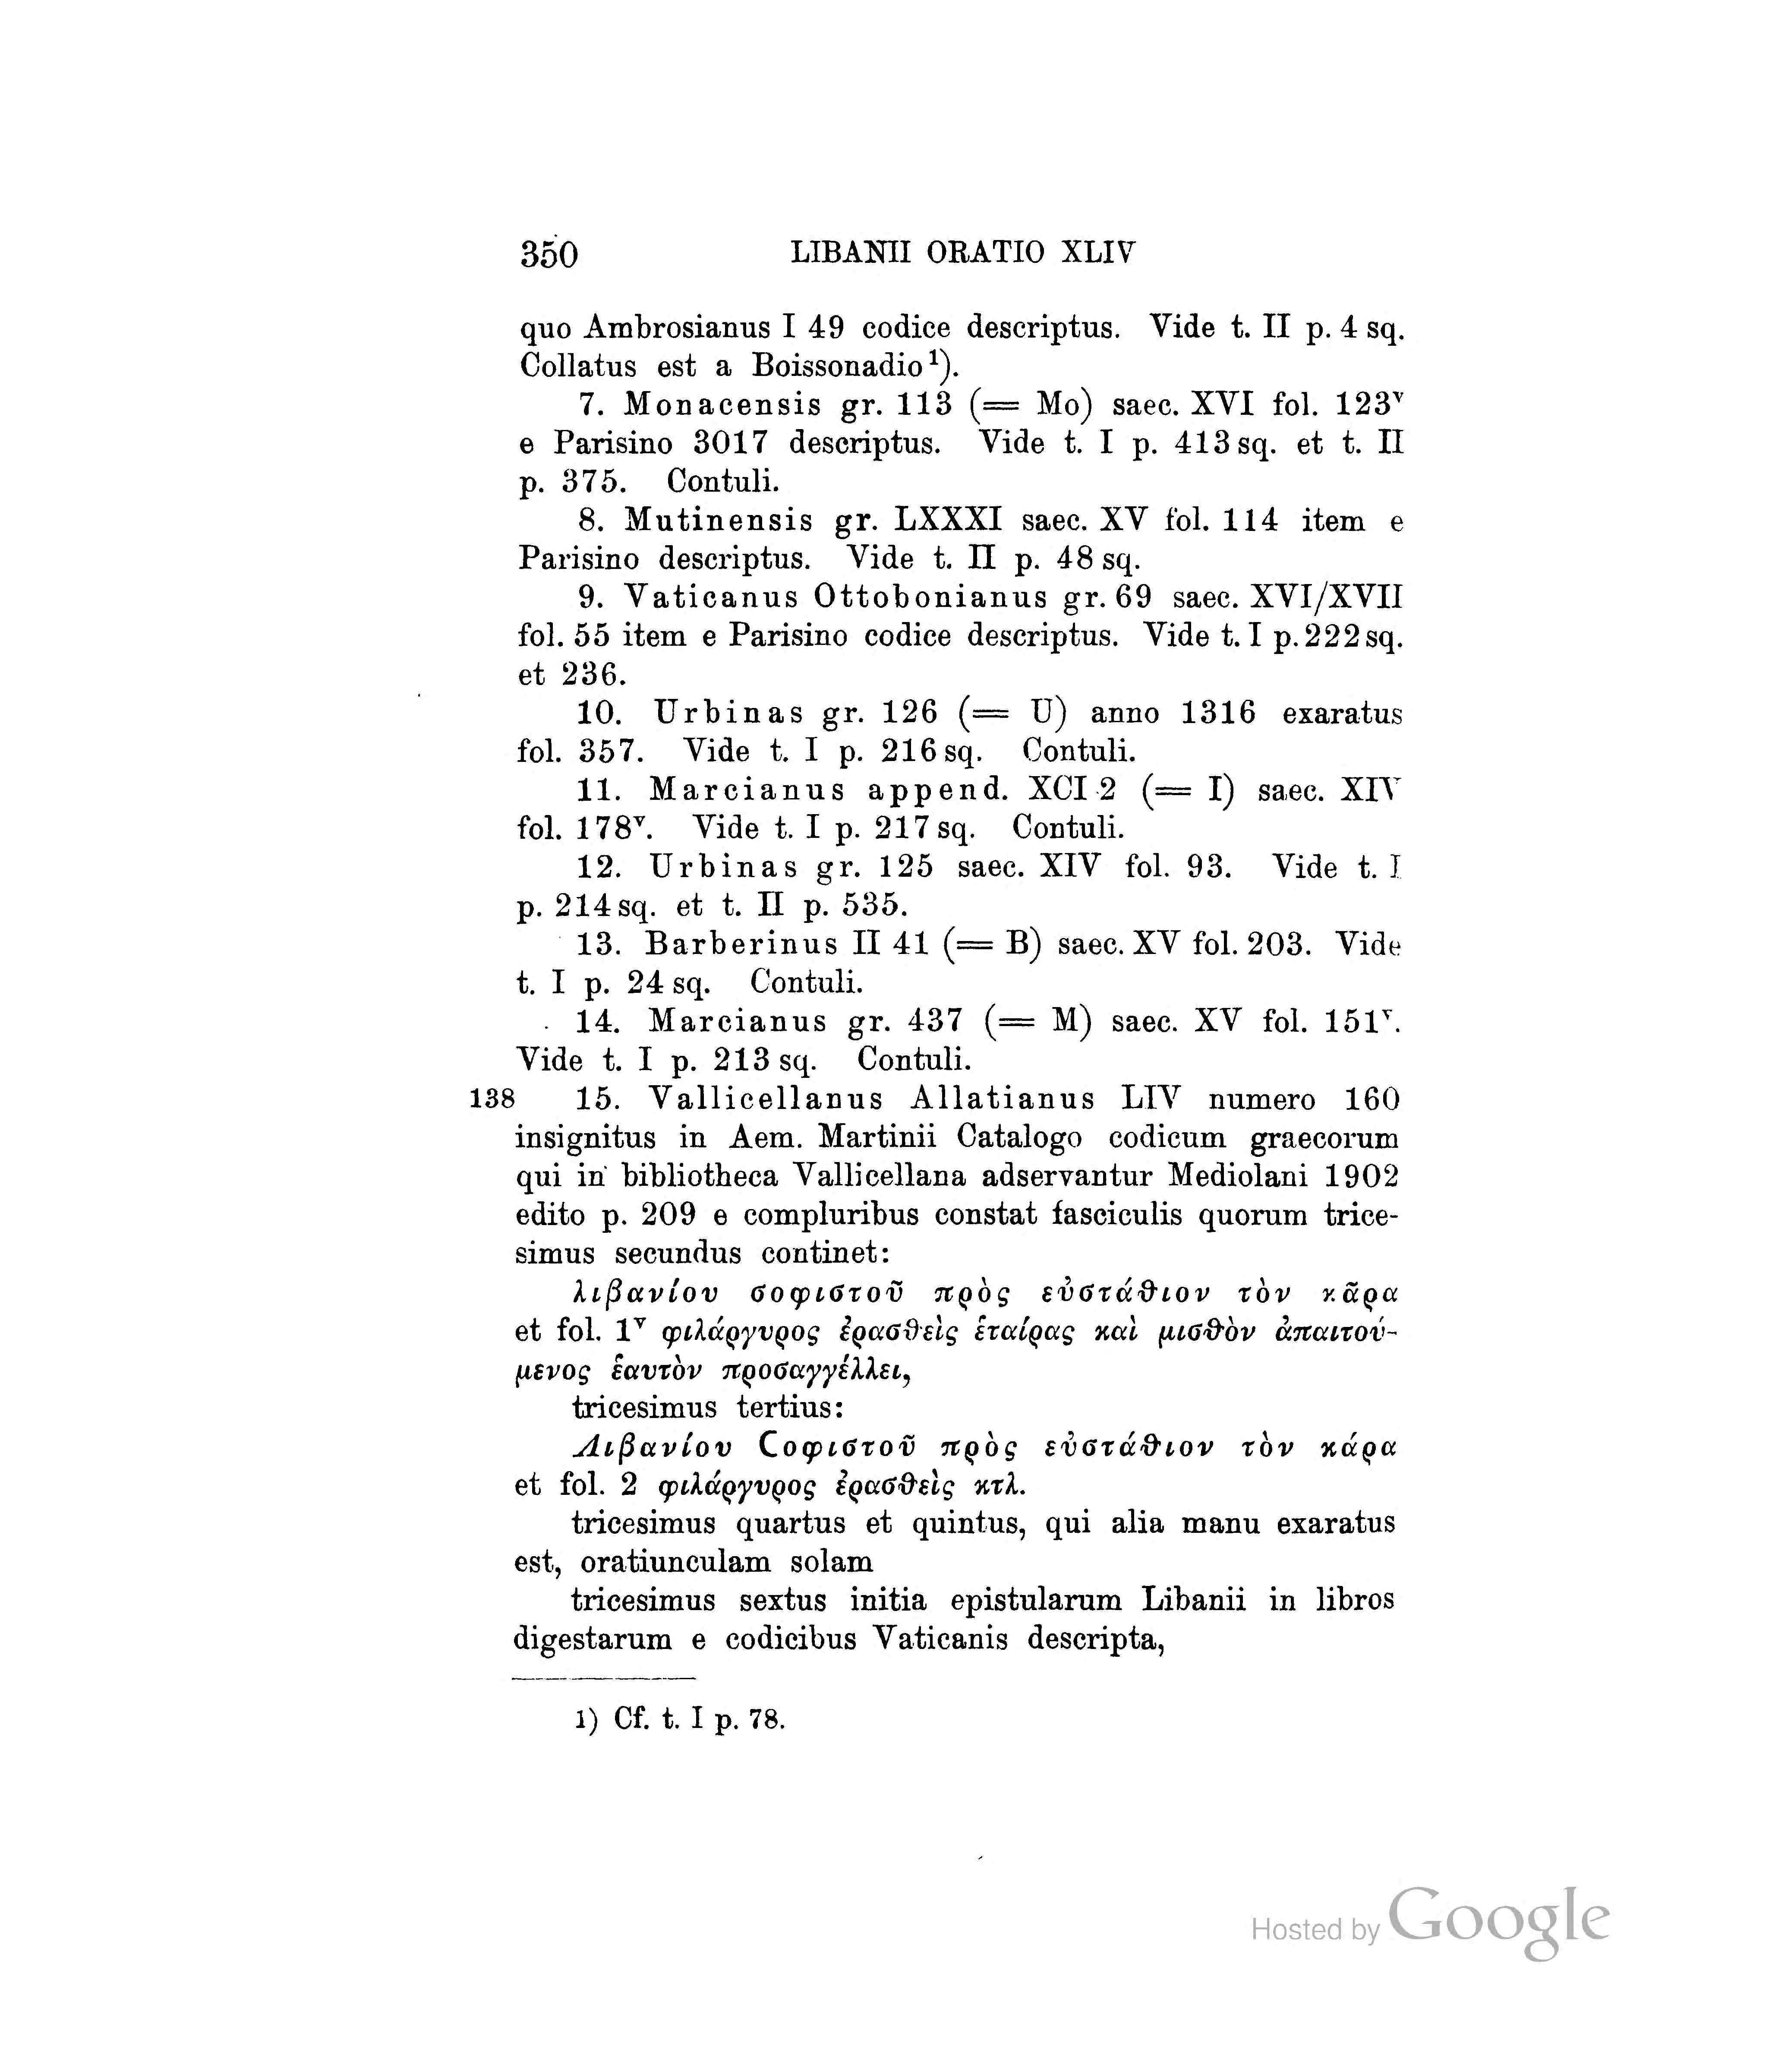 350 LIBANII ORATIO XLIV
quo Ambrosianus I 49 codice descriptus. Vide t. II p. 4 sq.
Collatus est a Boissonadio¹).
7. Monacensis gr. 113 (= Mo) saec. XVI fol. 123ᵛ
e Parisino 3017 descriptus. Vide t. I p. 413 sq. et t. II
p. 375. Contuli.
8. Mutinensis gr. LXXXI saec. XV fol. 114 item e
Parisino descriptus. Vide t. II p. 48 sq.
9. Vaticanus Ottobonianus gr. 69 saec. XVI/XVII
fol. 55 item e Parisino codice descriptus. Vide t. I p. 222 sq.
et 236.
10. Urbinas gr. 126 (= U) anno 1316 exaratus
fol. 357. Vide t. I p. 216 sq. Contuli.
11. Marcianus append. XCI 2 (= I) saec. XIV
fol. 178ᵛ. Vide t. I p. 217 sq. Contuli.
12. Urbinas gr. 125 saec. XIV fol. 93. Vide t. I
p. 214 sq. et t. II p. 535.
13. Barberinus II 41 (= B) saec. XV fol. 203. Vide
t. I p. 24 sq. Contuli.
14. Marcianus gr. 437 (= M) saec. XV fol. 151ᵛ.
Vide t. I p. 213 sq. Contuli.
138 15. Vallicellanus Allatianus LIV numero 160
insignitus in Aem. Martinii Catalogo codicum graecorum
qui in bibliotheca Vallicellana adservantur Mediolani 1902
edito p. 209 e compluribus constat fasciculis quorum trice-
simus secundus continet:
λιβανίου σοφιστοῦ πρὸς εὐστάθιον τὸν κᾶρα
et fol. 1ᵛ φιλάργυρος ἐρασθεὶς ἑταίρας καὶ μισθὸν ἀπαιτού-
μενος ἑαυτὸν προσαγγέλλει,
tricesimus tertius:
Λιβανίου Ϲοφιστοῦ πρὸς εὐστάθιον τὸν κάρα
et fol. 2 φιλάργυρος ἐρασθεὶς κτλ.
tricesimus quartus et quintus, qui alia manu exaratus
est, oratiunculam solam
tricesimus sextus initia epistularum Libanii in libros
digestarum e codicibus Vaticanis descripta,
1) Cf. t. I p. 78.
Hosted by Google